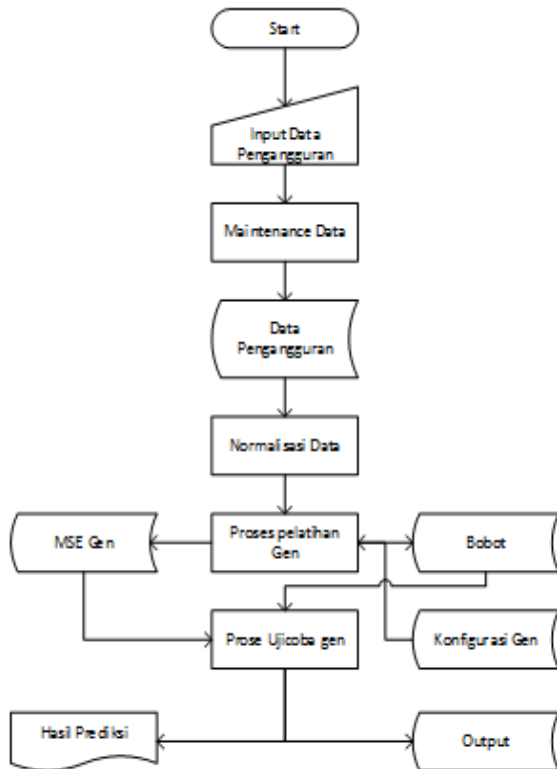 Start
Input Data
Pengangguran
Maintenance Data
Data
Pengangguran
Normalisasi Data
MSE Gen
Proses pelatihan
Gen
Bobot
Prose Ujicoba gen
Konfigurasi Gen
Hasil Prediksi
Output